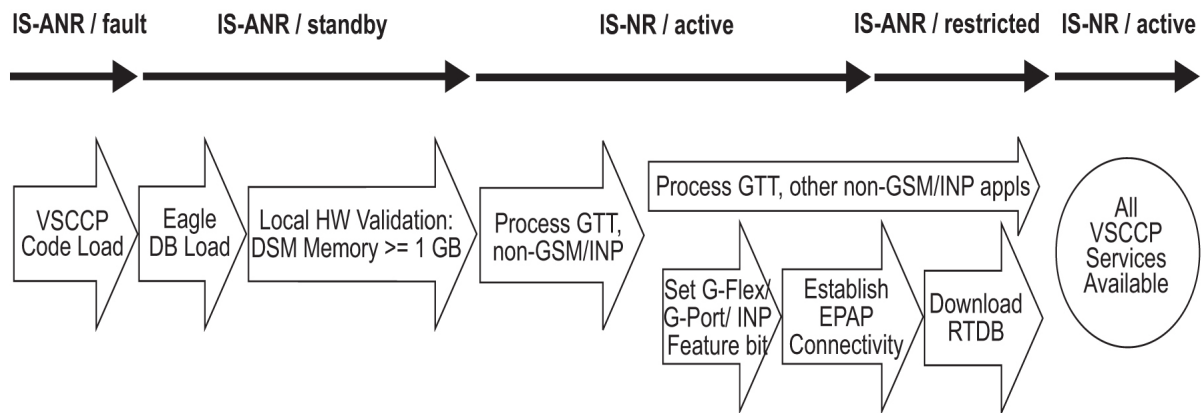 IS-ANR / fault
IS-ANR / standby
IS-NR / active
IS-ANR / restricted
IS-NR / active
VSCCP
Code Load
Eagle
DB Load
Local HW Validation:
DSM Memory >= 1 GB
Process GTT,
non-GSM/INP
Process GTT, other non-GSM/INP appls
Set G-Flex/
G-Port/ INP
Feature bit
Establish
EPAP
Connectivity
Download
RTDB
All
VSCCP
Services
Available